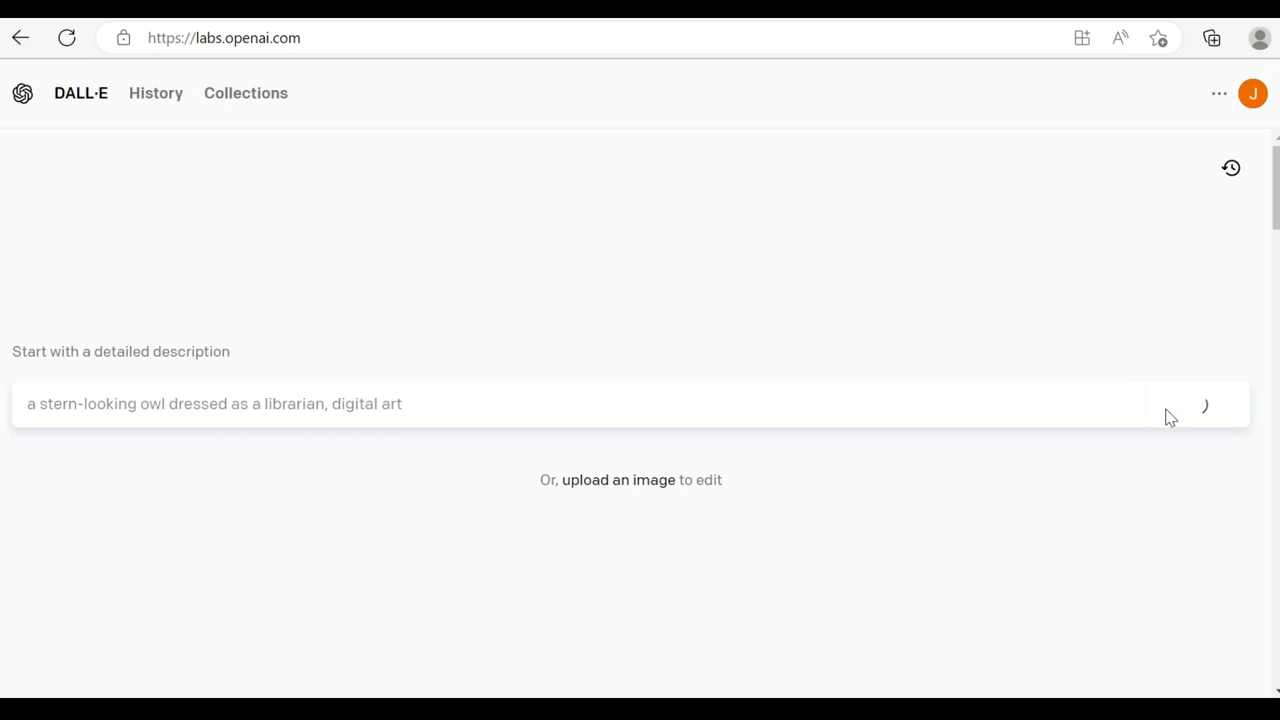 https://labs.openai.com
DALL·E History Collections
J
Start with a detailed description
a stern-looking owl dressed as a librarian, digital art
Or, upload an image to edit